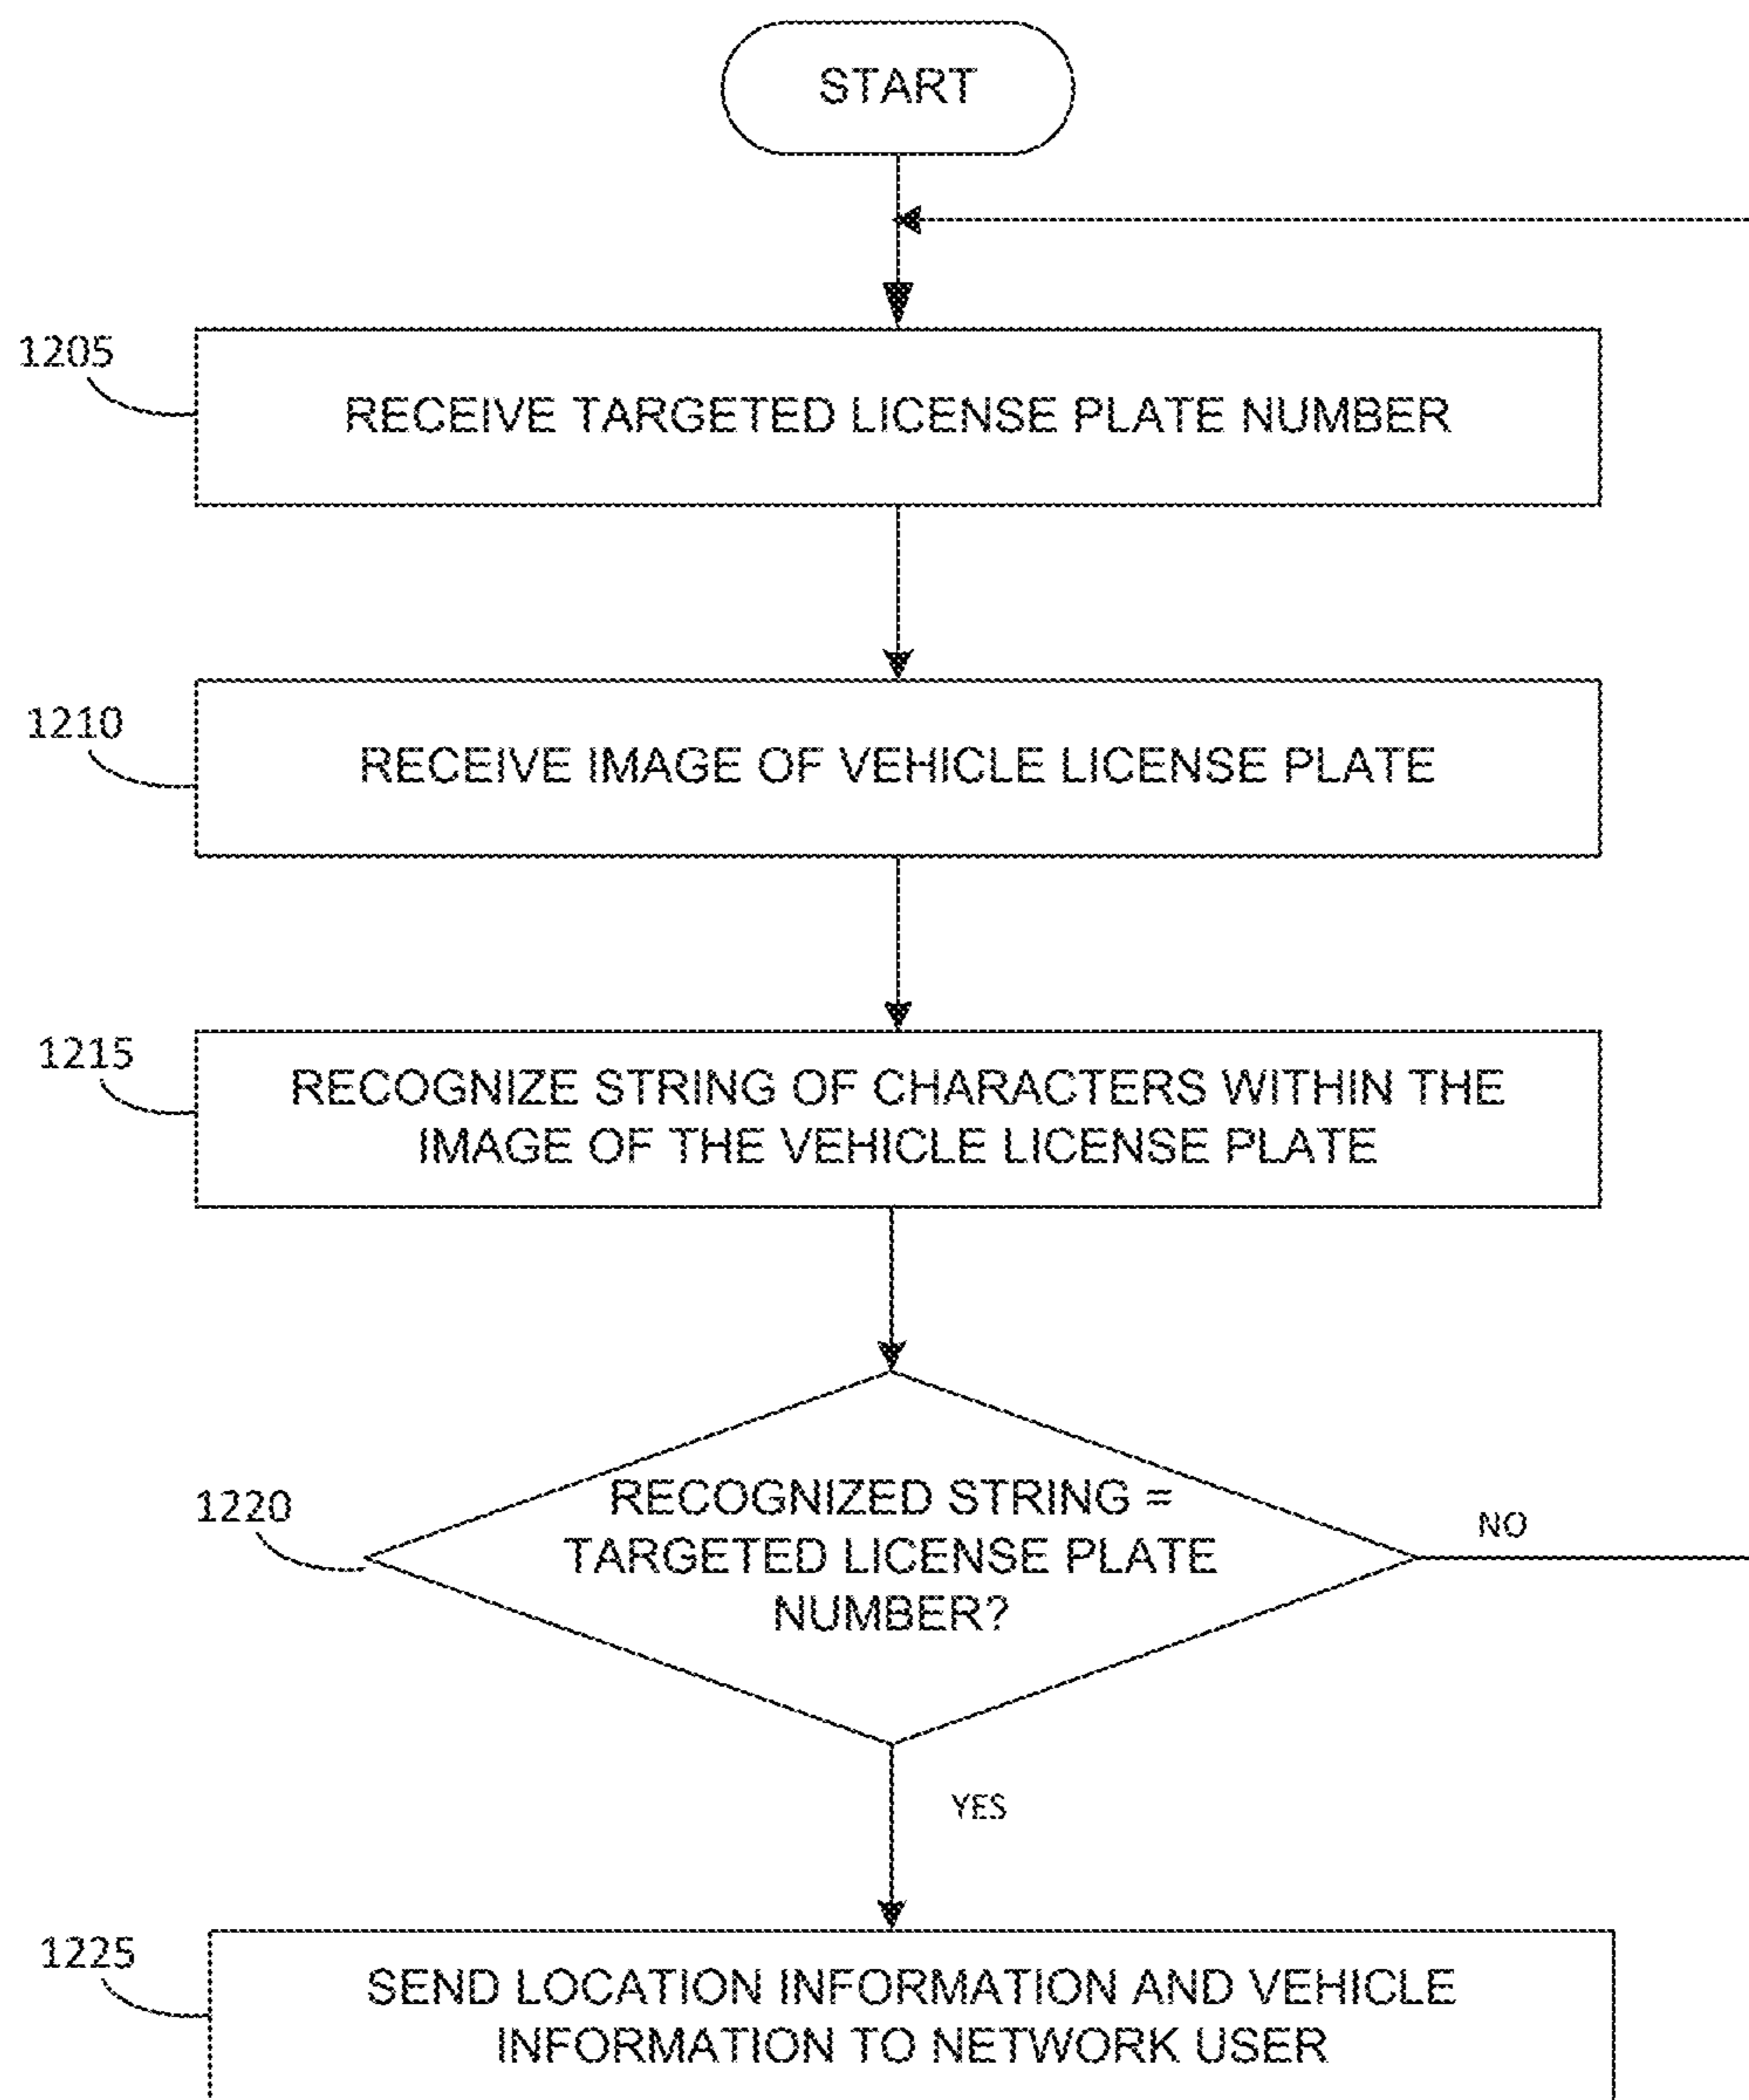 START
1205
RECEIVE TARGETED LICENSE PLATE NUMBER
1210
RECEIVE IMAGE OF VEHICLE LICENSE PLATE
1215
RECOGNIZE STRING OF CHARACTERS WITHIN THE
IMAGE OF THE VEHICLE LICENSE PLATE
1220
RECOGNIZED STRING =
TARGETED LICENSE PLATE
NUMBER?
NO
YES
1225
SEND LOCATION INFORMATION AND VEHICLE
INFORMATION TO NETWORK USER